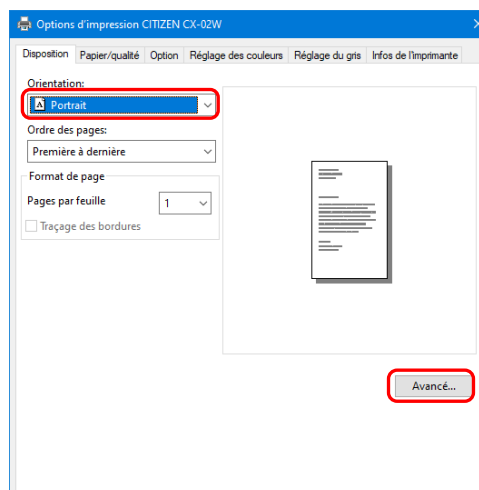 Options d'impression CITIZEN CX-02W
Disposition Papier/qualité Option Réglage des couleurs Réglage du gris Infos de l'imprimante
Orientation:
A Portrait
Ordre des pages:
Première à dernière
Format de page
Pages par feuille 1
Traçage des bordures
Avancé...